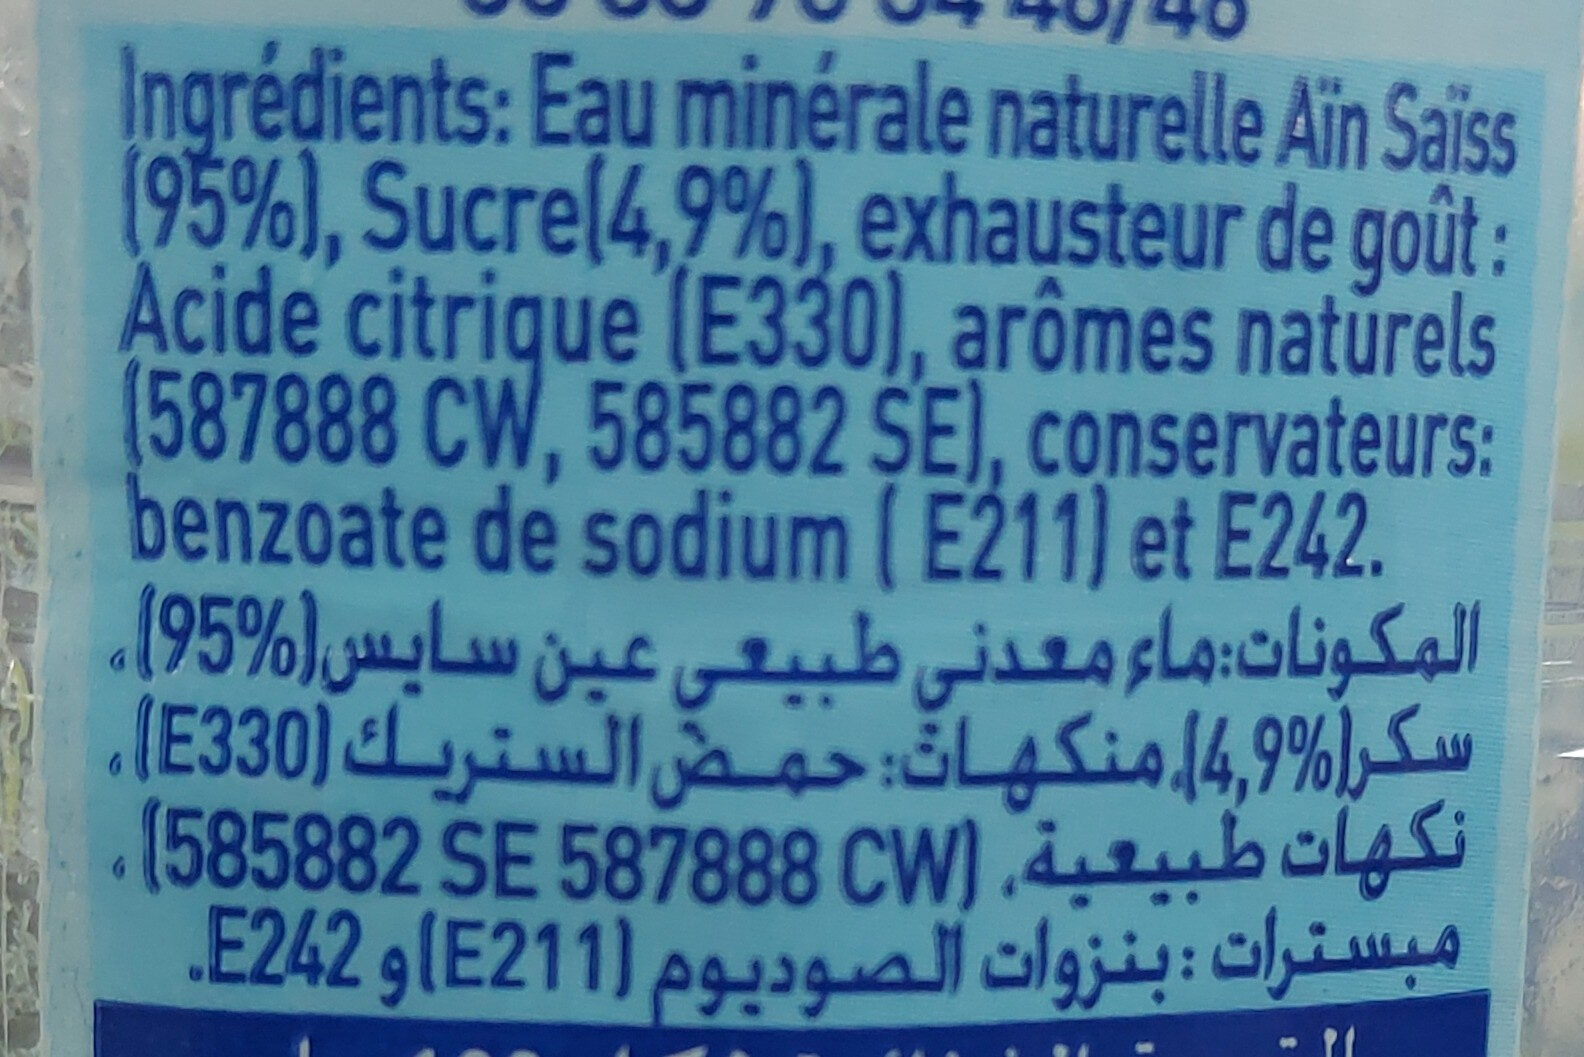 Ingrédients: Eau minérale naturelle Aïn Saïss
(95%), Sucre(4,9%), exhausteur de goût :
Acide citrique (E330), arômes naturels
(587888 CW, 585882 SE), conservateurs:
benzoate de sodium ( E211) et E242.
المكونات:ماء معدني طبيعي عين سايس(95%)،
سكر(4,9%)، منكهات: حمض الستريك (E330)،
نكهات طبيعية، (585882 SE 587888 CW)،
مبسترات : بنزوات الصوديوم (E211) و E242.